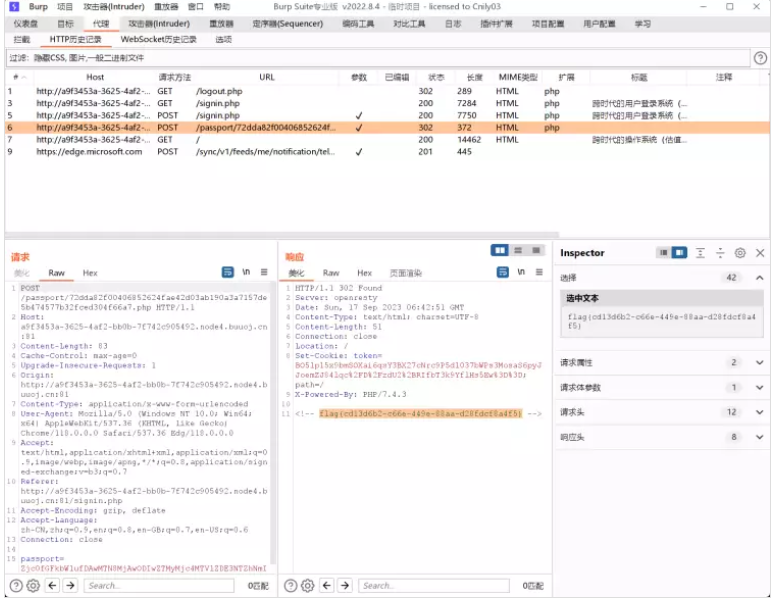 Burp 项目 攻击器(Intruder) 重放器 窗口 帮助 Burp Suite专业版 v2022.8.4 - 临时项目 - licensed to Cnily03
仪表盘 目标 代理 攻击器(Intruder) 重放器 定序器(Sequencer) 编码工具 对比工具 日志 插件扩展 项目配置 用户配置 学习
拦截 HTTP历史记录 WebSocket历史记录 选项
过滤: 隐藏CSS, 图片,一般二进制文件
# Host 请求方法 URL 参数 已编辑 状态 长度 MIME类型 扩展 标题 注释
1 http://a9f3453a-3625-4af2-... GET /logout.php 302 289 HTML php
3 http://a9f3453a-3625-4af2-... GET /signin.php 200 7284 HTML php 跨时代的用户登录系统 (...
5 http://a9f3453a-3625-4af2-... POST /signin.php ✓ 200 7750 HTML php 跨时代的用户登录系统 (...
6 http://a9f3453a-3625-4af2-... POST /passport/72dda82f00406852624f... ✓ 302 372 HTML php
7 http://a9f3453a-3625-4af2-... GET / 200 14462 HTML 跨时代的操作系统 (估值...
9 https://edge.microsoft.com POST /sync/v1/feeds/me/notification/tel... ✓ 201 445
请求
美化 Raw Hex \n
1 POST
/passport/72dda82f00406852624fae42d03ab190a3a7157de
5b474577b32fced304f66a7.php HTTP/1.1
2 Host:
a9f3453a-3625-4af2-bb0b-7f742c905492.node4.buuoj.cn
:81
3 Content-Length: 83
4 Cache-Control: max-age=0
5 Upgrade-Insecure-Requests: 1
6 Origin:
http://a9f3453a-3625-4af2-bb0b-7f742c905492.node4.b
uuoj.cn:81
7 Content-Type: application/x-www-form-urlencoded
8 User-Agent: Mozilla/5.0 (Windows NT 10.0; Win64;
x64) AppleWebKit/537.36 (KHTML, like Gecko)
Chrome/118.0.0.0 Safari/537.36 Edg/118.0.0.0
9 Accept:
text/html,application/xhtml+xml,application/xml;q=0
.9,image/webp,image/apng,*/*;q=0.8,application/sign
ed-exchange;v=b3;q=0.7
10 Referer:
http://a9f3453a-3625-4af2-bb0b-7f742c905492.node4.b
uuoj.cn:81/signin.php
11 Accept-Encoding: gzip, deflate
12 Accept-Language:
zh-CN,zh;q=0.9,en;q=0.8,en-GB;q=0.7,en-US;q=0.6
13 Connection: close
14
15 passport=
Search... 0匹配
响应
美化 Raw Hex 页面渲染 \n
1 HTTP/1.1 302 Found
2 Server: openresty
3 Date: Sun, 17 Sep 2023 06:42:51 GMT
4 Content-Type: text/html; charset=UTF-8
5 Content-Length: 51
6 Connection: close
7 Location: /
8 Set-Cookie: token=
path=/
9 X-Powered-By: PHP/7.4.3
10
11 <!-- flag{cd13d6b2-c66e-449e-88aa-d28fdcf8a4f5} -->
Search... 0匹配
Inspector
选择 42
选中文本
flag{cd13d6b2-c66e-449e-88aa-d28fdcf8a4
f5}
请求属性 2
请求体参数 1
请求头 12
响应头 8